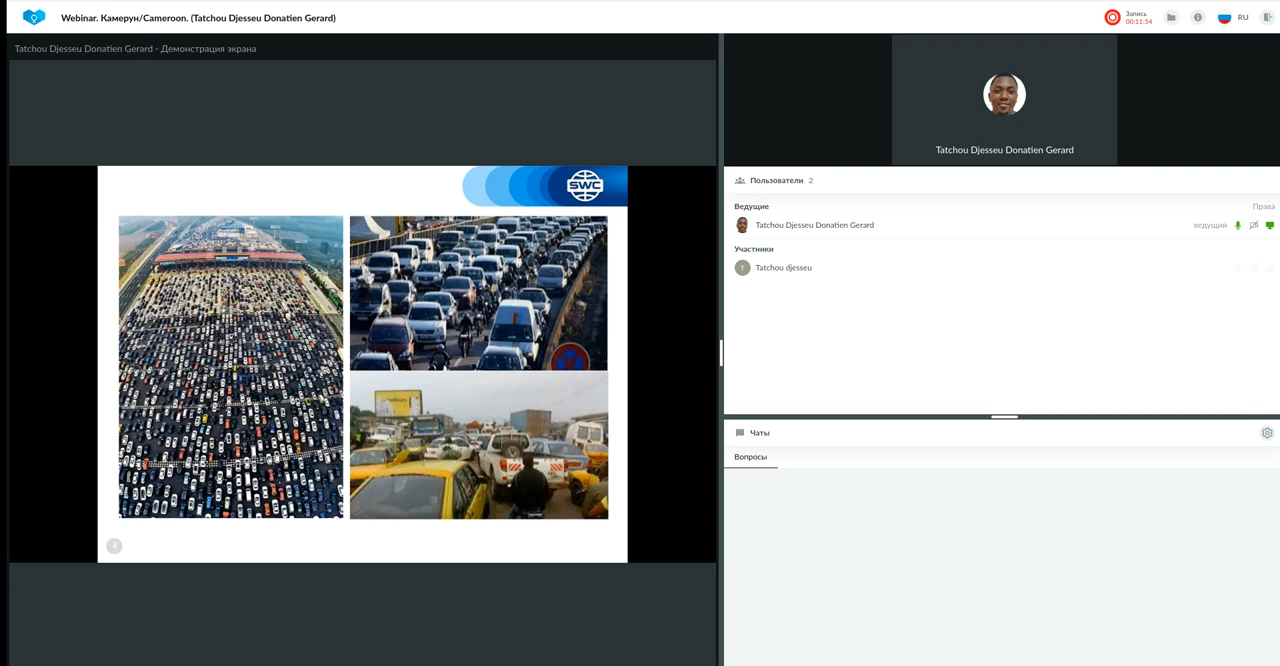 Webinar. Камерун/Cameroon. (Tatchou Djesseu Donatien Gerard)
Запись
00:11:54
RU
Tatchou Djesseu Donatien Gerard - Демонстрация экрана
SWC
4
Tatchou Djesseu Donatien Gerard
Пользователи 2
Ведущие
Права
Tatchou Djesseu Donatien Gerard
ведущий
Участники
T
Tatchou djesseu
Чаты
Вопросы